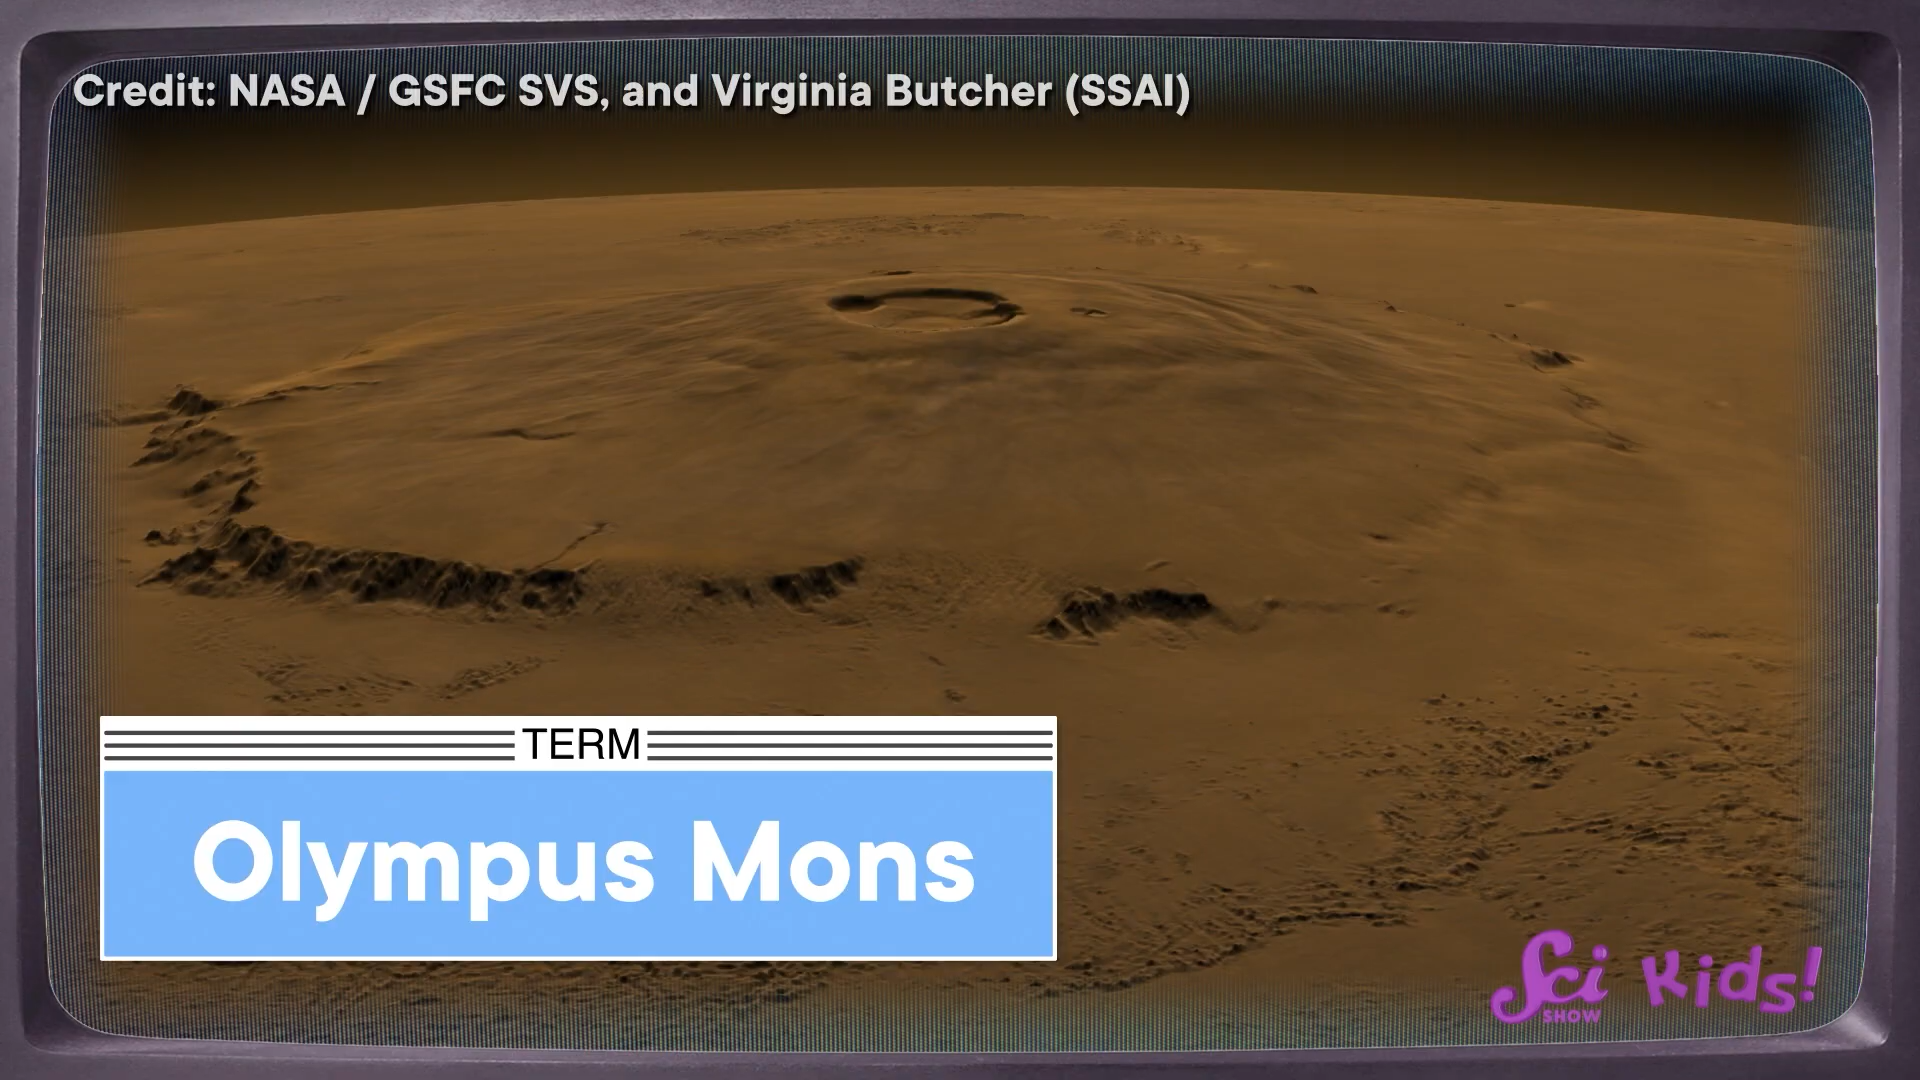 Credit: NASA / GSFC SVS, and Virginia Butcher (SSAI)
TERM
Olympus Mons
Sci Kids!
SHOW